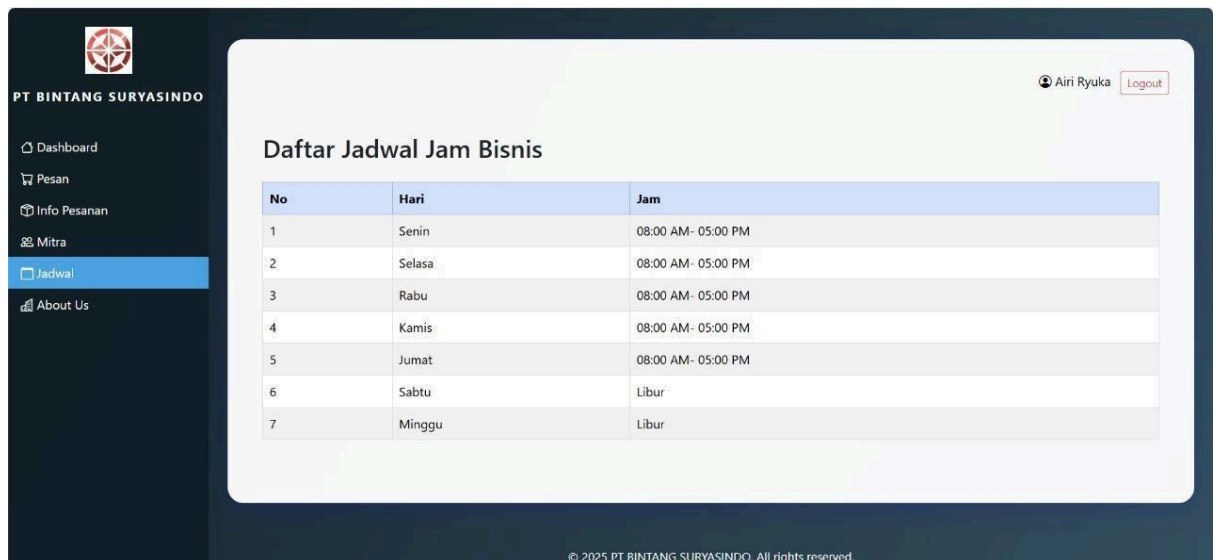 PT BINTANG SURYASINDO
Dashboard
Pesan
Info Pesanan
Mitra
Jadwal
About Us
Airi Ryuka Logout
Daftar Jadwal Jam Bisnis
No Hari Jam
1 Senin 08:00 AM- 05:00 PM
2 Selasa 08:00 AM- 05:00 PM
3 Rabu 08:00 AM- 05:00 PM
4 Kamis 08:00 AM- 05:00 PM
5 Jumat 08:00 AM- 05:00 PM
6 Sabtu Libur
7 Minggu Libur
© 2025 PT BINTANG SURYASINDO. All rights reserved.